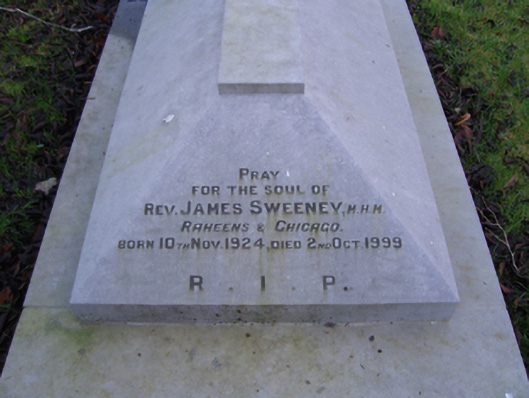 PRAY
FOR THE SOUL OF
REV. JAMES SWEENEY, M.H.M.
RAHEENS & CHICAGO.
BORN 10TH NOV. 1924, DIED 2ND OCT. 1999
R. I P.